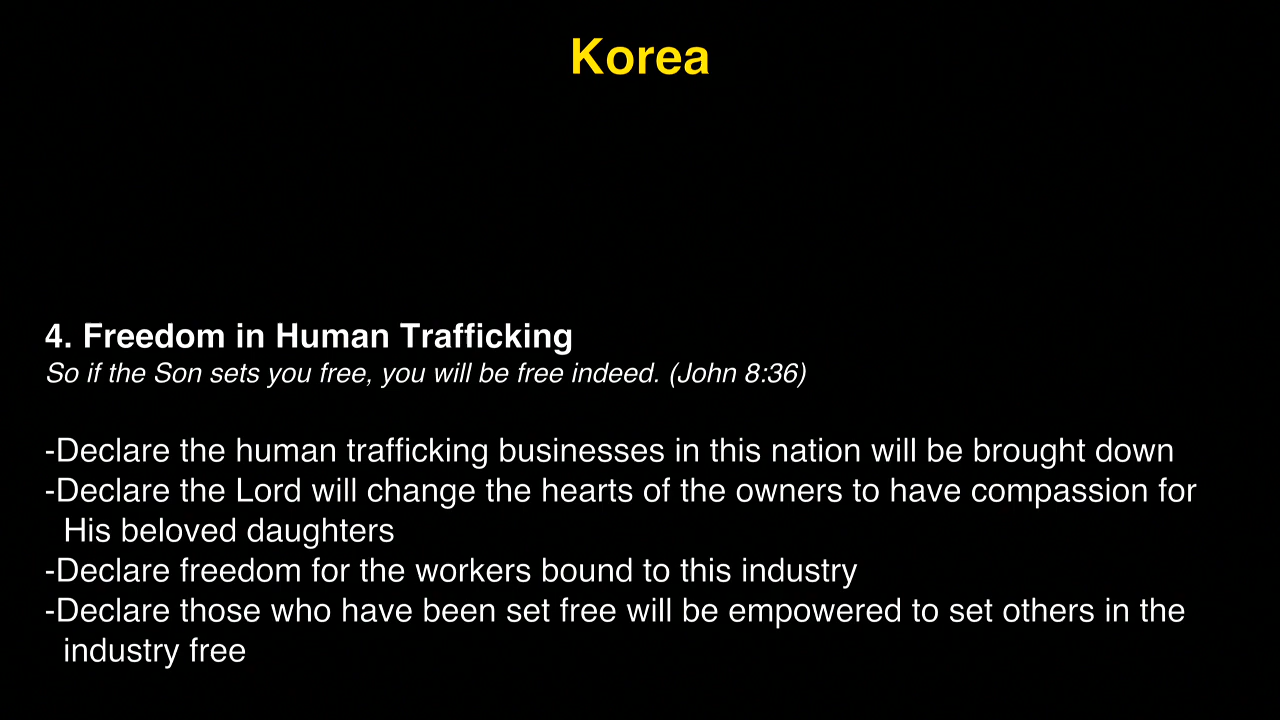 Korea
4. Freedom in Human Trafficking
So if the Son sets you free, you will be free indeed. (John 8:36)
-Declare the human trafficking businesses in this nation will be brought down
-Declare the Lord will change the hearts of the owners to have compassion for
His beloved daughters
-Declare freedom for the workers bound to this industry
-Declare those who have been set free will be empowered to set others in the
industry free